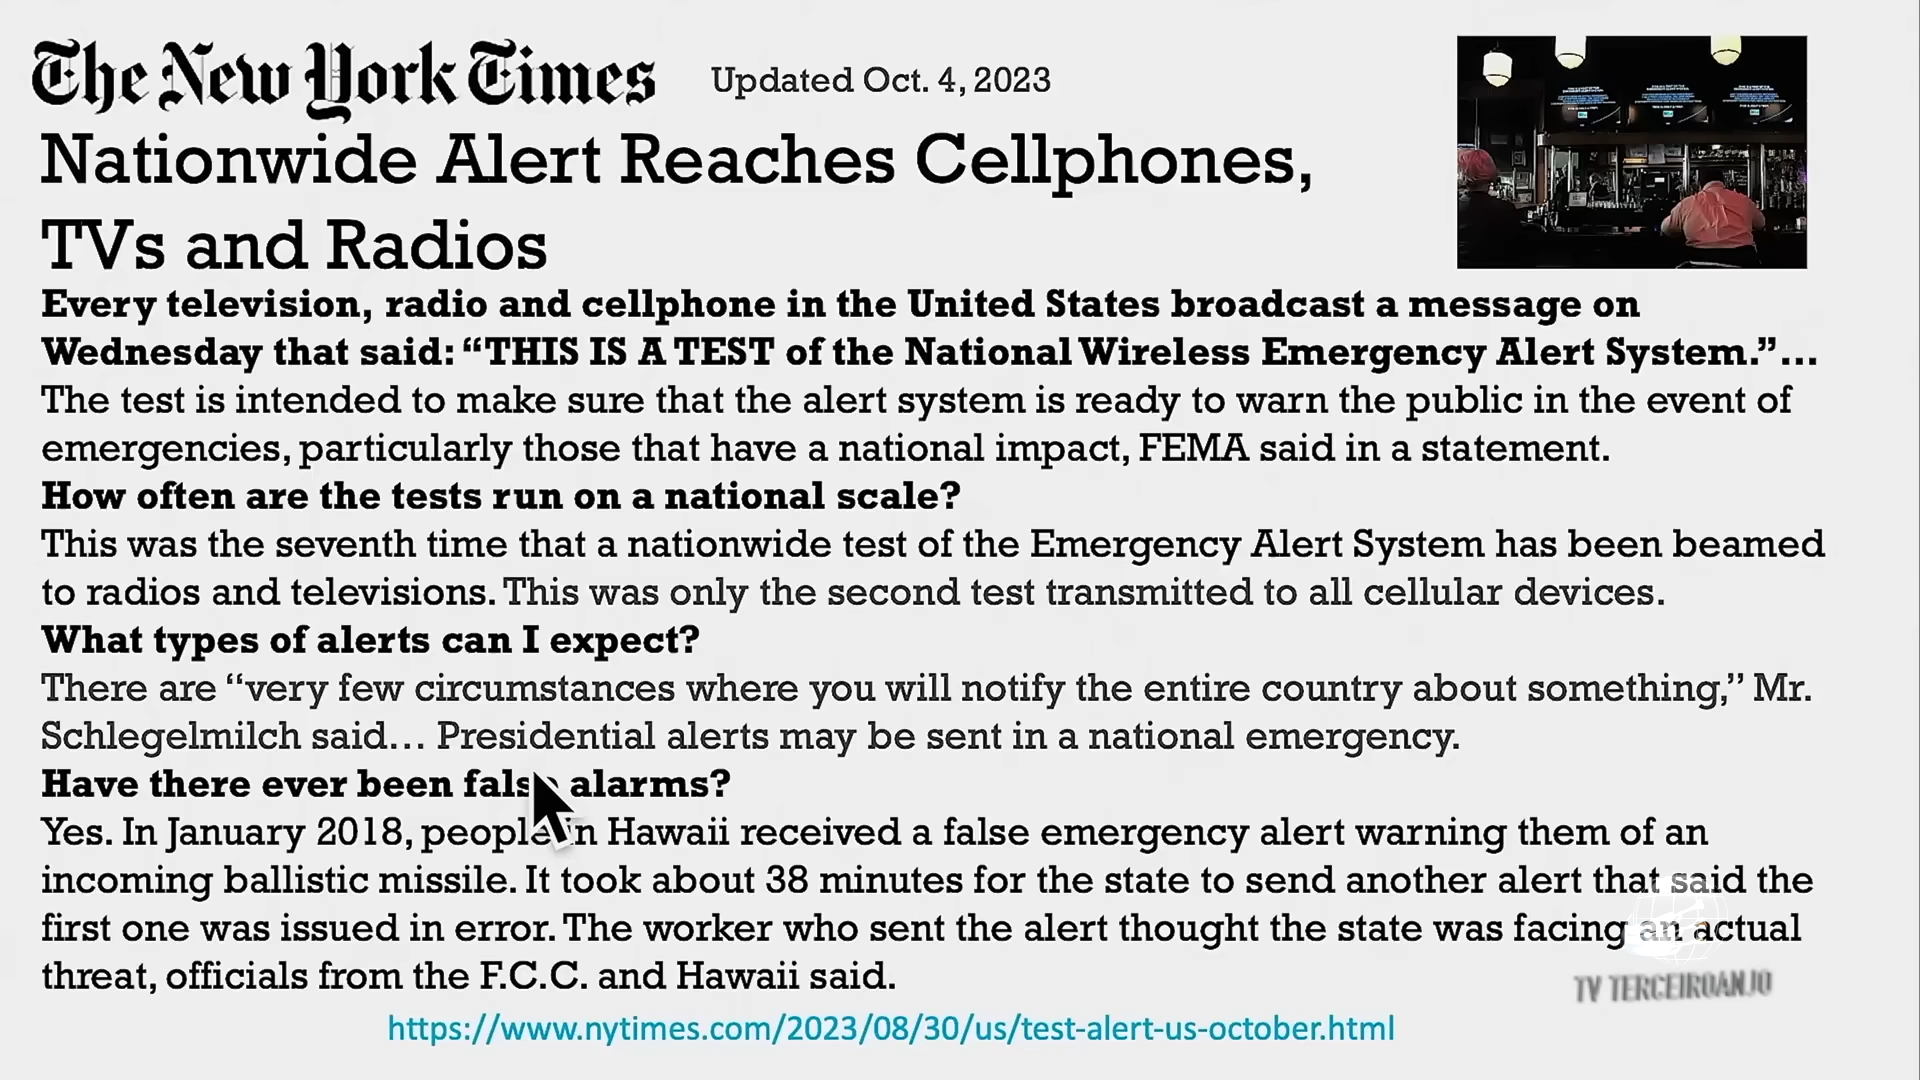 The New York Times
Updated Oct. 4, 2023
Nationwide Alert Reaches Cellphones,
TVs and Radios
Every television, radio and cellphone in the United States broadcast a message on
Wednesday that said: “THIS IS A TEST of the National Wireless Emergency Alert System.”...
The test is intended to make sure that the alert system is ready to warn the public in the event of
emergencies, particularly those that have a national impact, FEMA said in a statement.
How often are the tests run on a national scale?
This was the seventh time that a nationwide test of the Emergency Alert System has been beamed
to radios and televisions. This was only the second test transmitted to all cellular devices.
What types of alerts can I expect?
There are “very few circumstances where you will notify the entire country about something,” Mr.
Schlegelmilch said... Presidential alerts may be sent in a national emergency.
Have there ever been false alarms?
Yes. In January 2018, people in Hawaii received a false emergency alert warning them of an
incoming ballistic missile. It took about 38 minutes for the state to send another alert that said the
first one was issued in error. The worker who sent the alert thought the state was facing an actual
threat, officials from the F.C.C. and Hawaii said.
TV TERCEIROANJO
https://www.nytimes.com/2023/08/30/us/test-alert-us-october.html